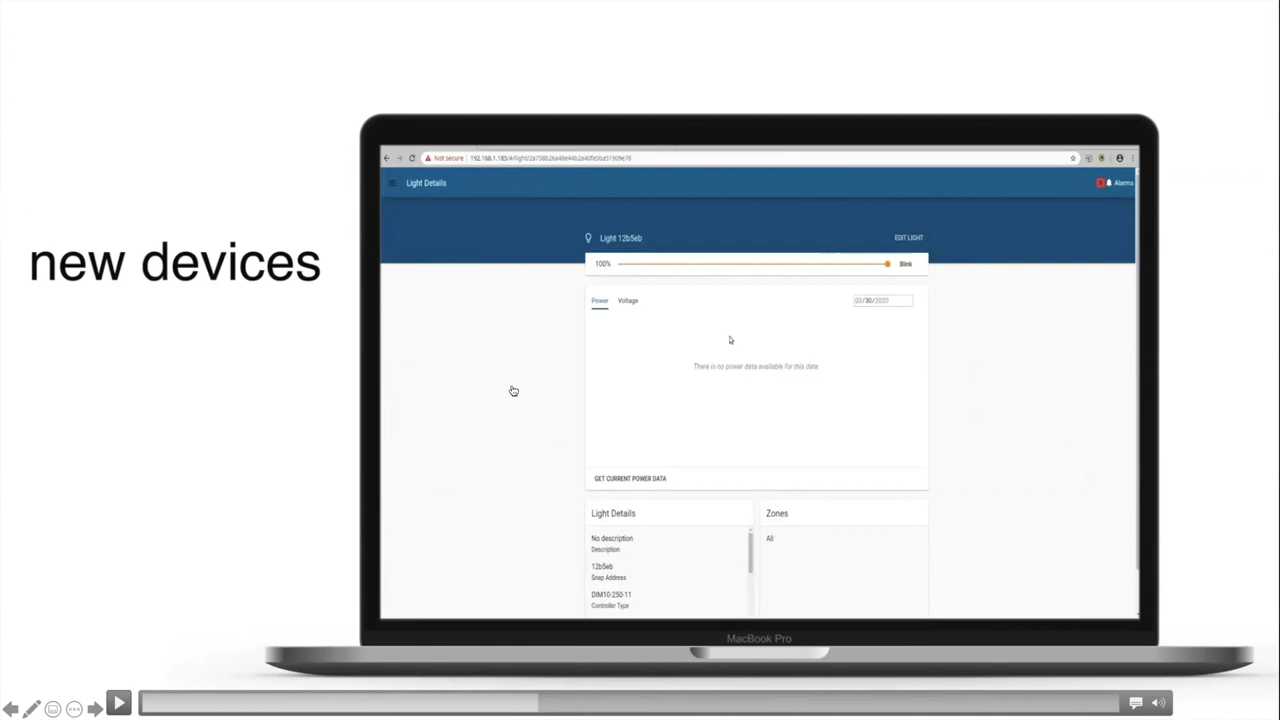 new devices
Not secure
Light Details
Alarms
Light 12b5eb
EDIT LIGHT
100%
Blink
Power
Voltage
03/30/2020
There is no power data available for this date.
GET CURRENT POWER DATA
Light Details
Zones
No description
Description
All
12b5eb
Snap Address
DIM10-250-11
Controller Type
MacBook Pro